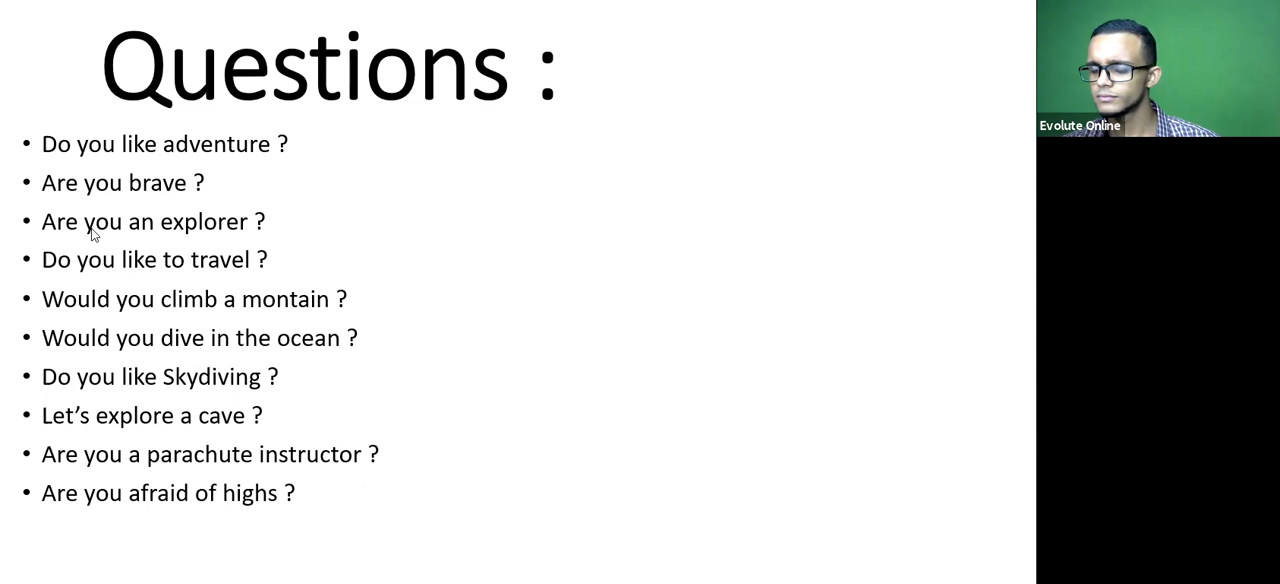 Questions :
• Do you like adventure ?
• Are you brave ?
• Are you an explorer ?
• Do you like to travel ?
• Would you climb a montain ?
• Would you dive in the ocean ?
• Do you like Skydiving ?
• Let’s explore a cave ?
• Are you a parachute instructor ?
• Are you afraid of highs ?
Evolute Online